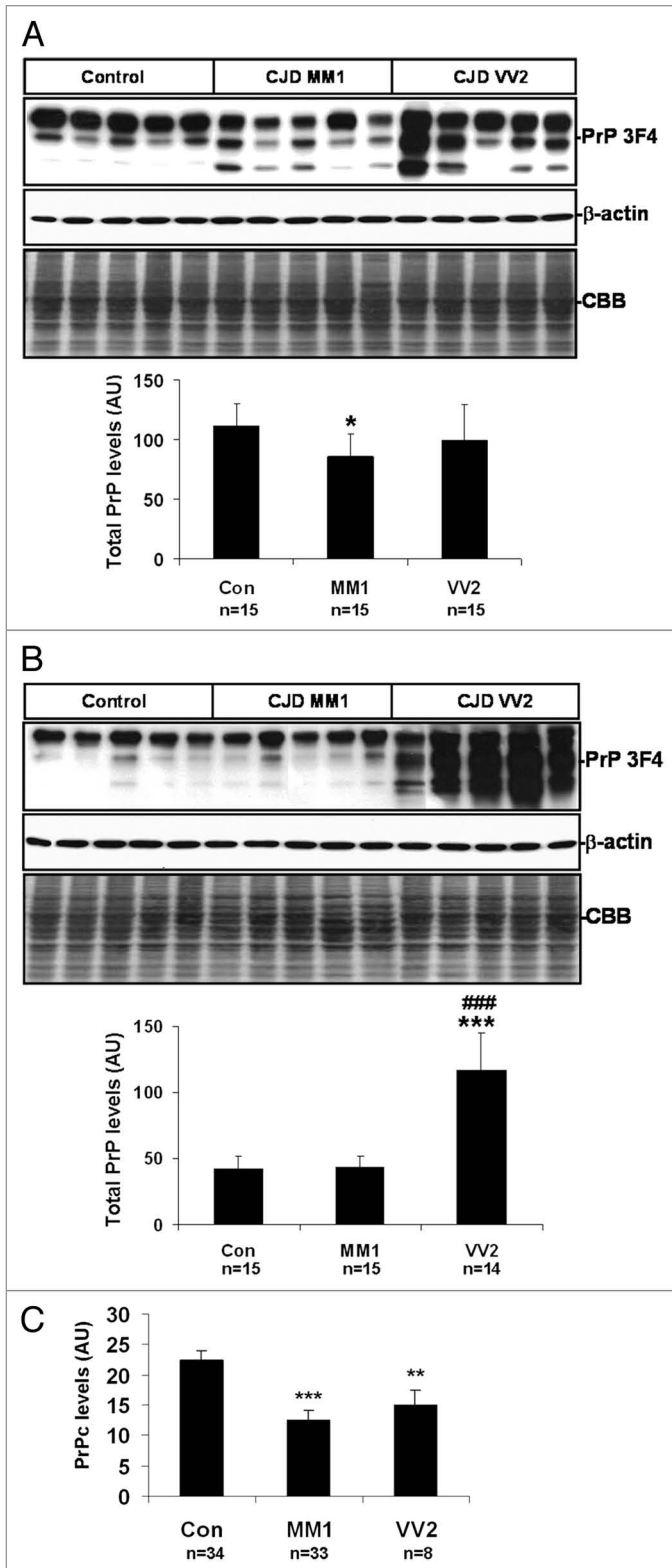 A
Control CJD MM1 CJD VV2
PrP 3F4
β-actin
CBB
Total PrP levels (AU)
150
100
50
0
*
Con MM1 VV2
n=15 n=15 n=15
B
Control CJD MM1 CJD VV2
PrP 3F4
β-actin
CBB
Total PrP levels (AU)
150
100
50
0
###
***
Con MM1 VV2
n=15 n=15 n=14
C
PrPc levels (AU)
30
25
20
15
10
5
0
*** **
Con MM1 VV2
n=34 n=33 n=8